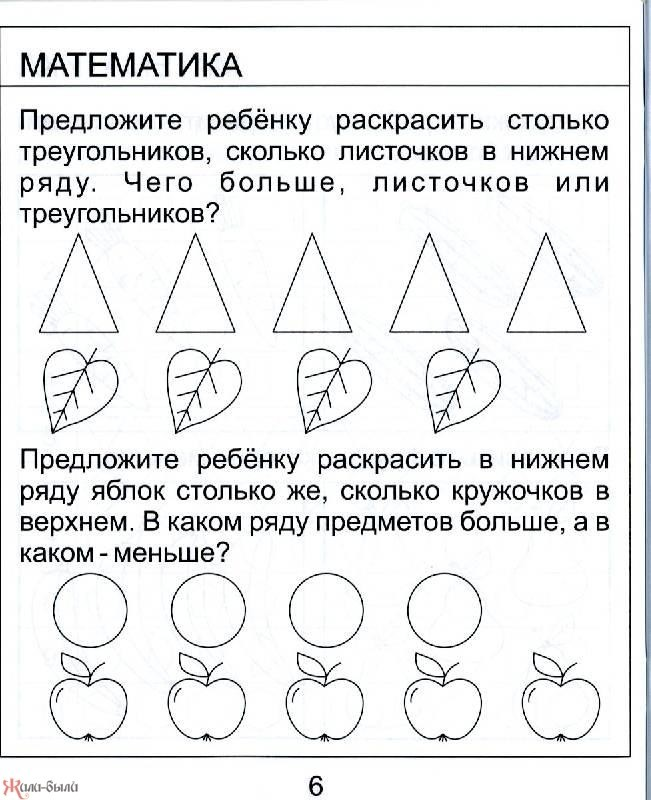 МАТЕМАТИКА
Предложите ребёнку раскрасить столько
треугольников, сколько листочков в нижнем
ряду. Чего больше, листочков или
треугольников?
Предложите ребёнку раскрасить в нижнем
ряду яблок столько же, сколько кружочков в
верхнем. В каком ряду предметов больше, а в
каком - меньше?
Жили-были
6